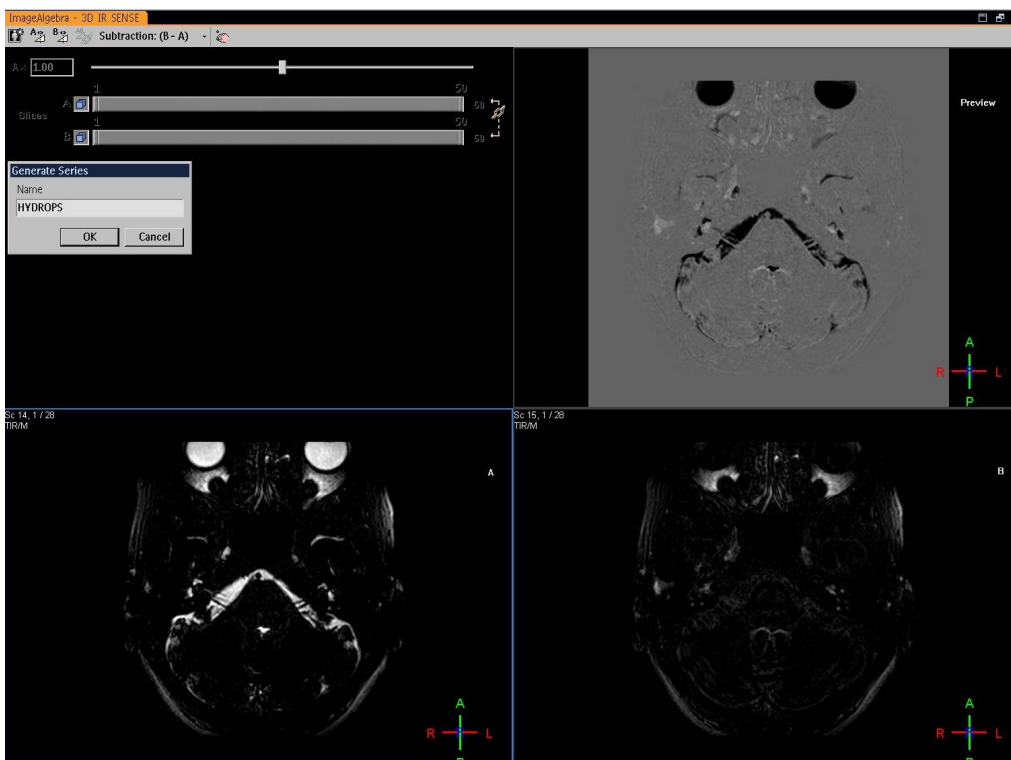 ImageAlgebra - 3D IR SENSE
A B Subtraction: (B - A)
A × 1.00
1 50
A 50
Slices
1 50
B 50
Generate Series
Name
HYDROPS
OK Cancel
Preview
A
R L
P
Sc 14, 1 / 28
TIR/M
A
A
R L
P
Sc 15, 1 / 28
TIR/M
B
A
R L
P